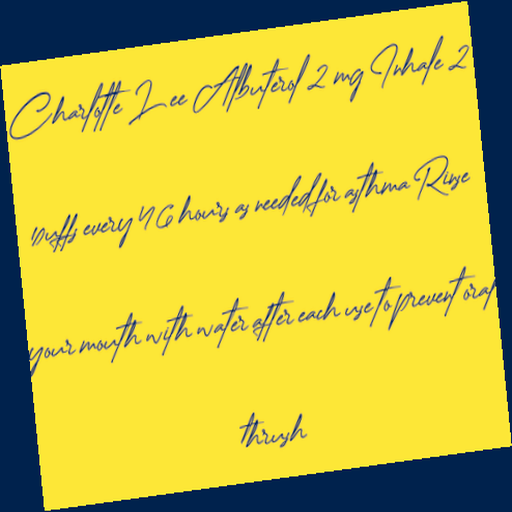 Charlotte Lee Albuterol 2 mg Inhale 2
puffs every 4 6 hours as needed for asthma Rinse
your mouth with water after each use to prevent oral
thrush